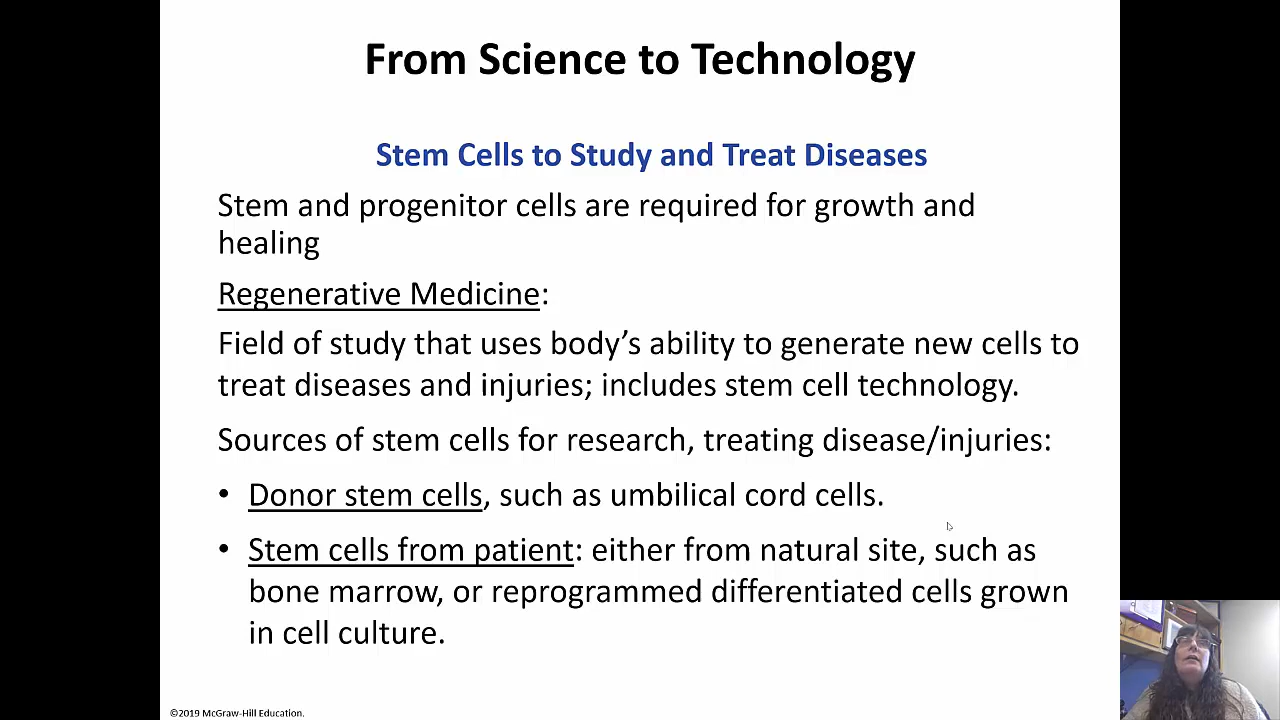 From Science to Technology
Stem Cells to Study and Treat Diseases
Stem and progenitor cells are required for growth and
healing
Regenerative Medicine:
Field of study that uses body’s ability to generate new cells to
treat diseases and injuries; includes stem cell technology.
Sources of stem cells for research, treating disease/injuries:
• Donor stem cells, such as umbilical cord cells.
• Stem cells from patient: either from natural site, such as
bone marrow, or reprogrammed differentiated cells grown
in cell culture.
©2019 McGraw-Hill Education.